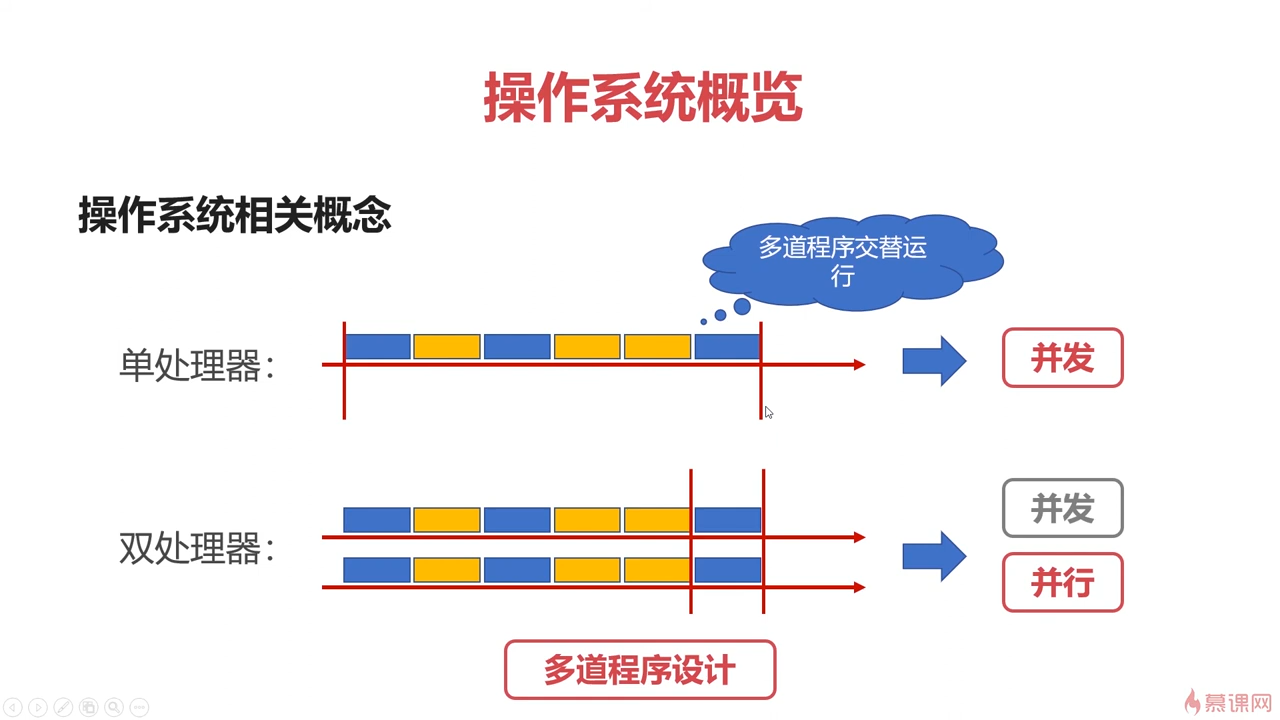 操作系统概览
操作系统相关概念
多道程序交替运
行
单处理器：
并发
双处理器：
并发
并行
多道程序设计
慕课网